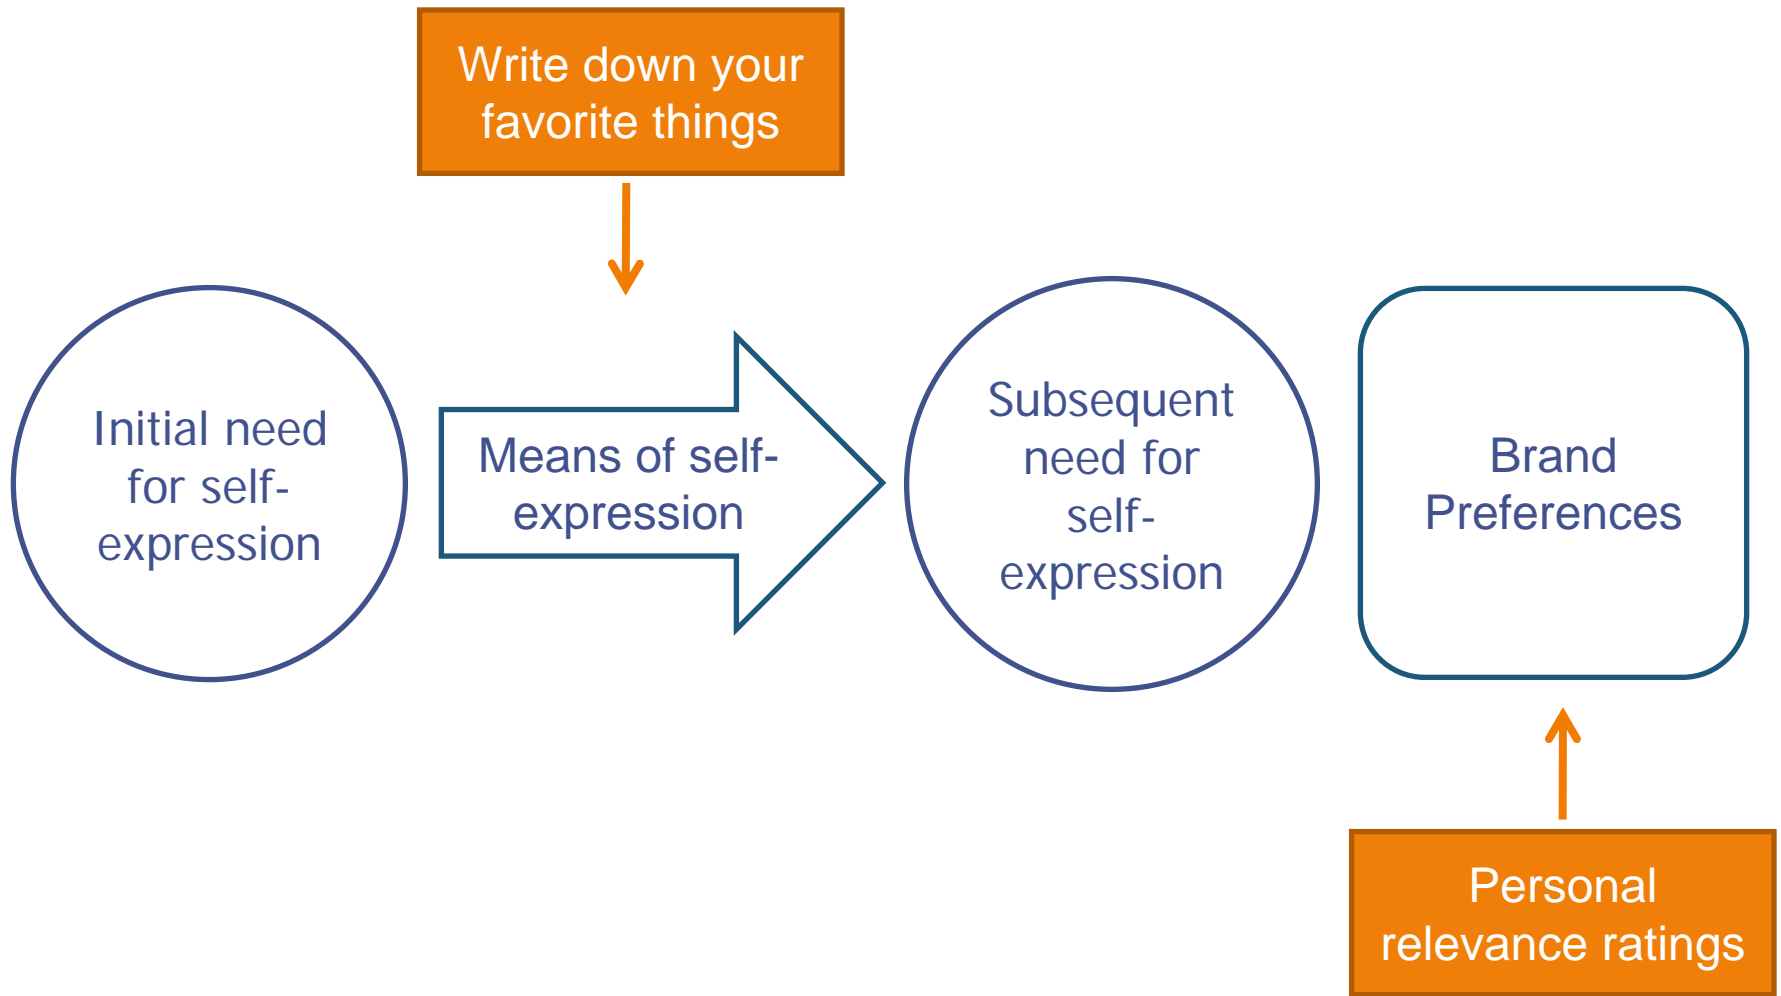 Write down your
favorite things
Initial need
for self-
expression
Means of self-
expression
Subsequent
need for
self-
expression
Brand
Preferences
Personal
relevance ratings